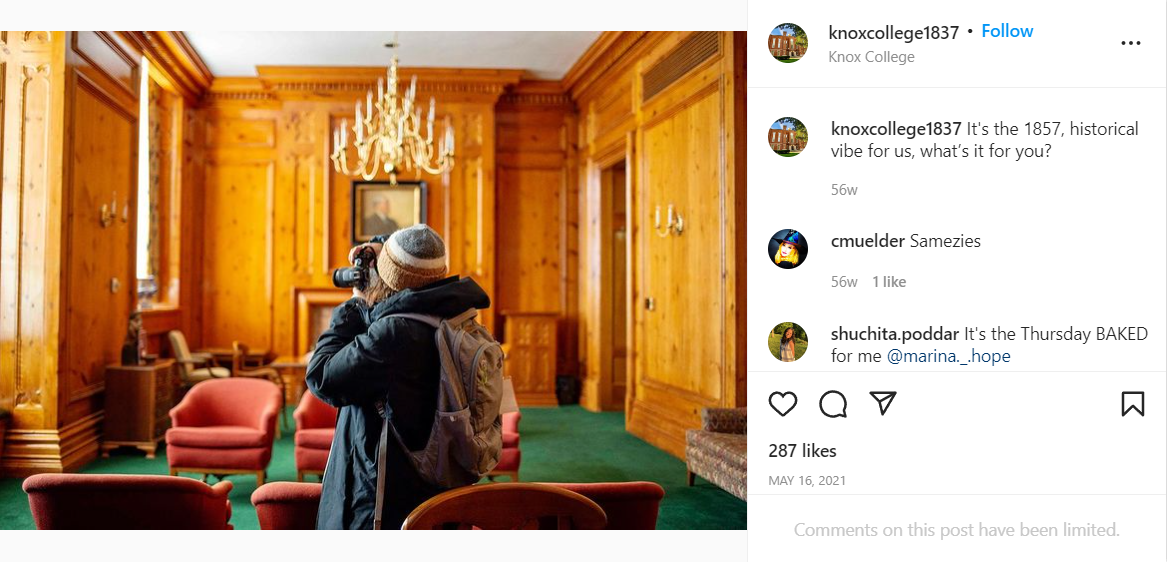 knoxcollege1837 • Follow
Knox College
knoxcollege1837 It's the 1857, historical
vibe for us, what’s it for you?
56w
cmuelder Samezies
56w 1 like
shuchita.poddar It's the Thursday BAKED
for me @marina._.hope
287 likes
MAY 16, 2021
Comments on this post have been limited.